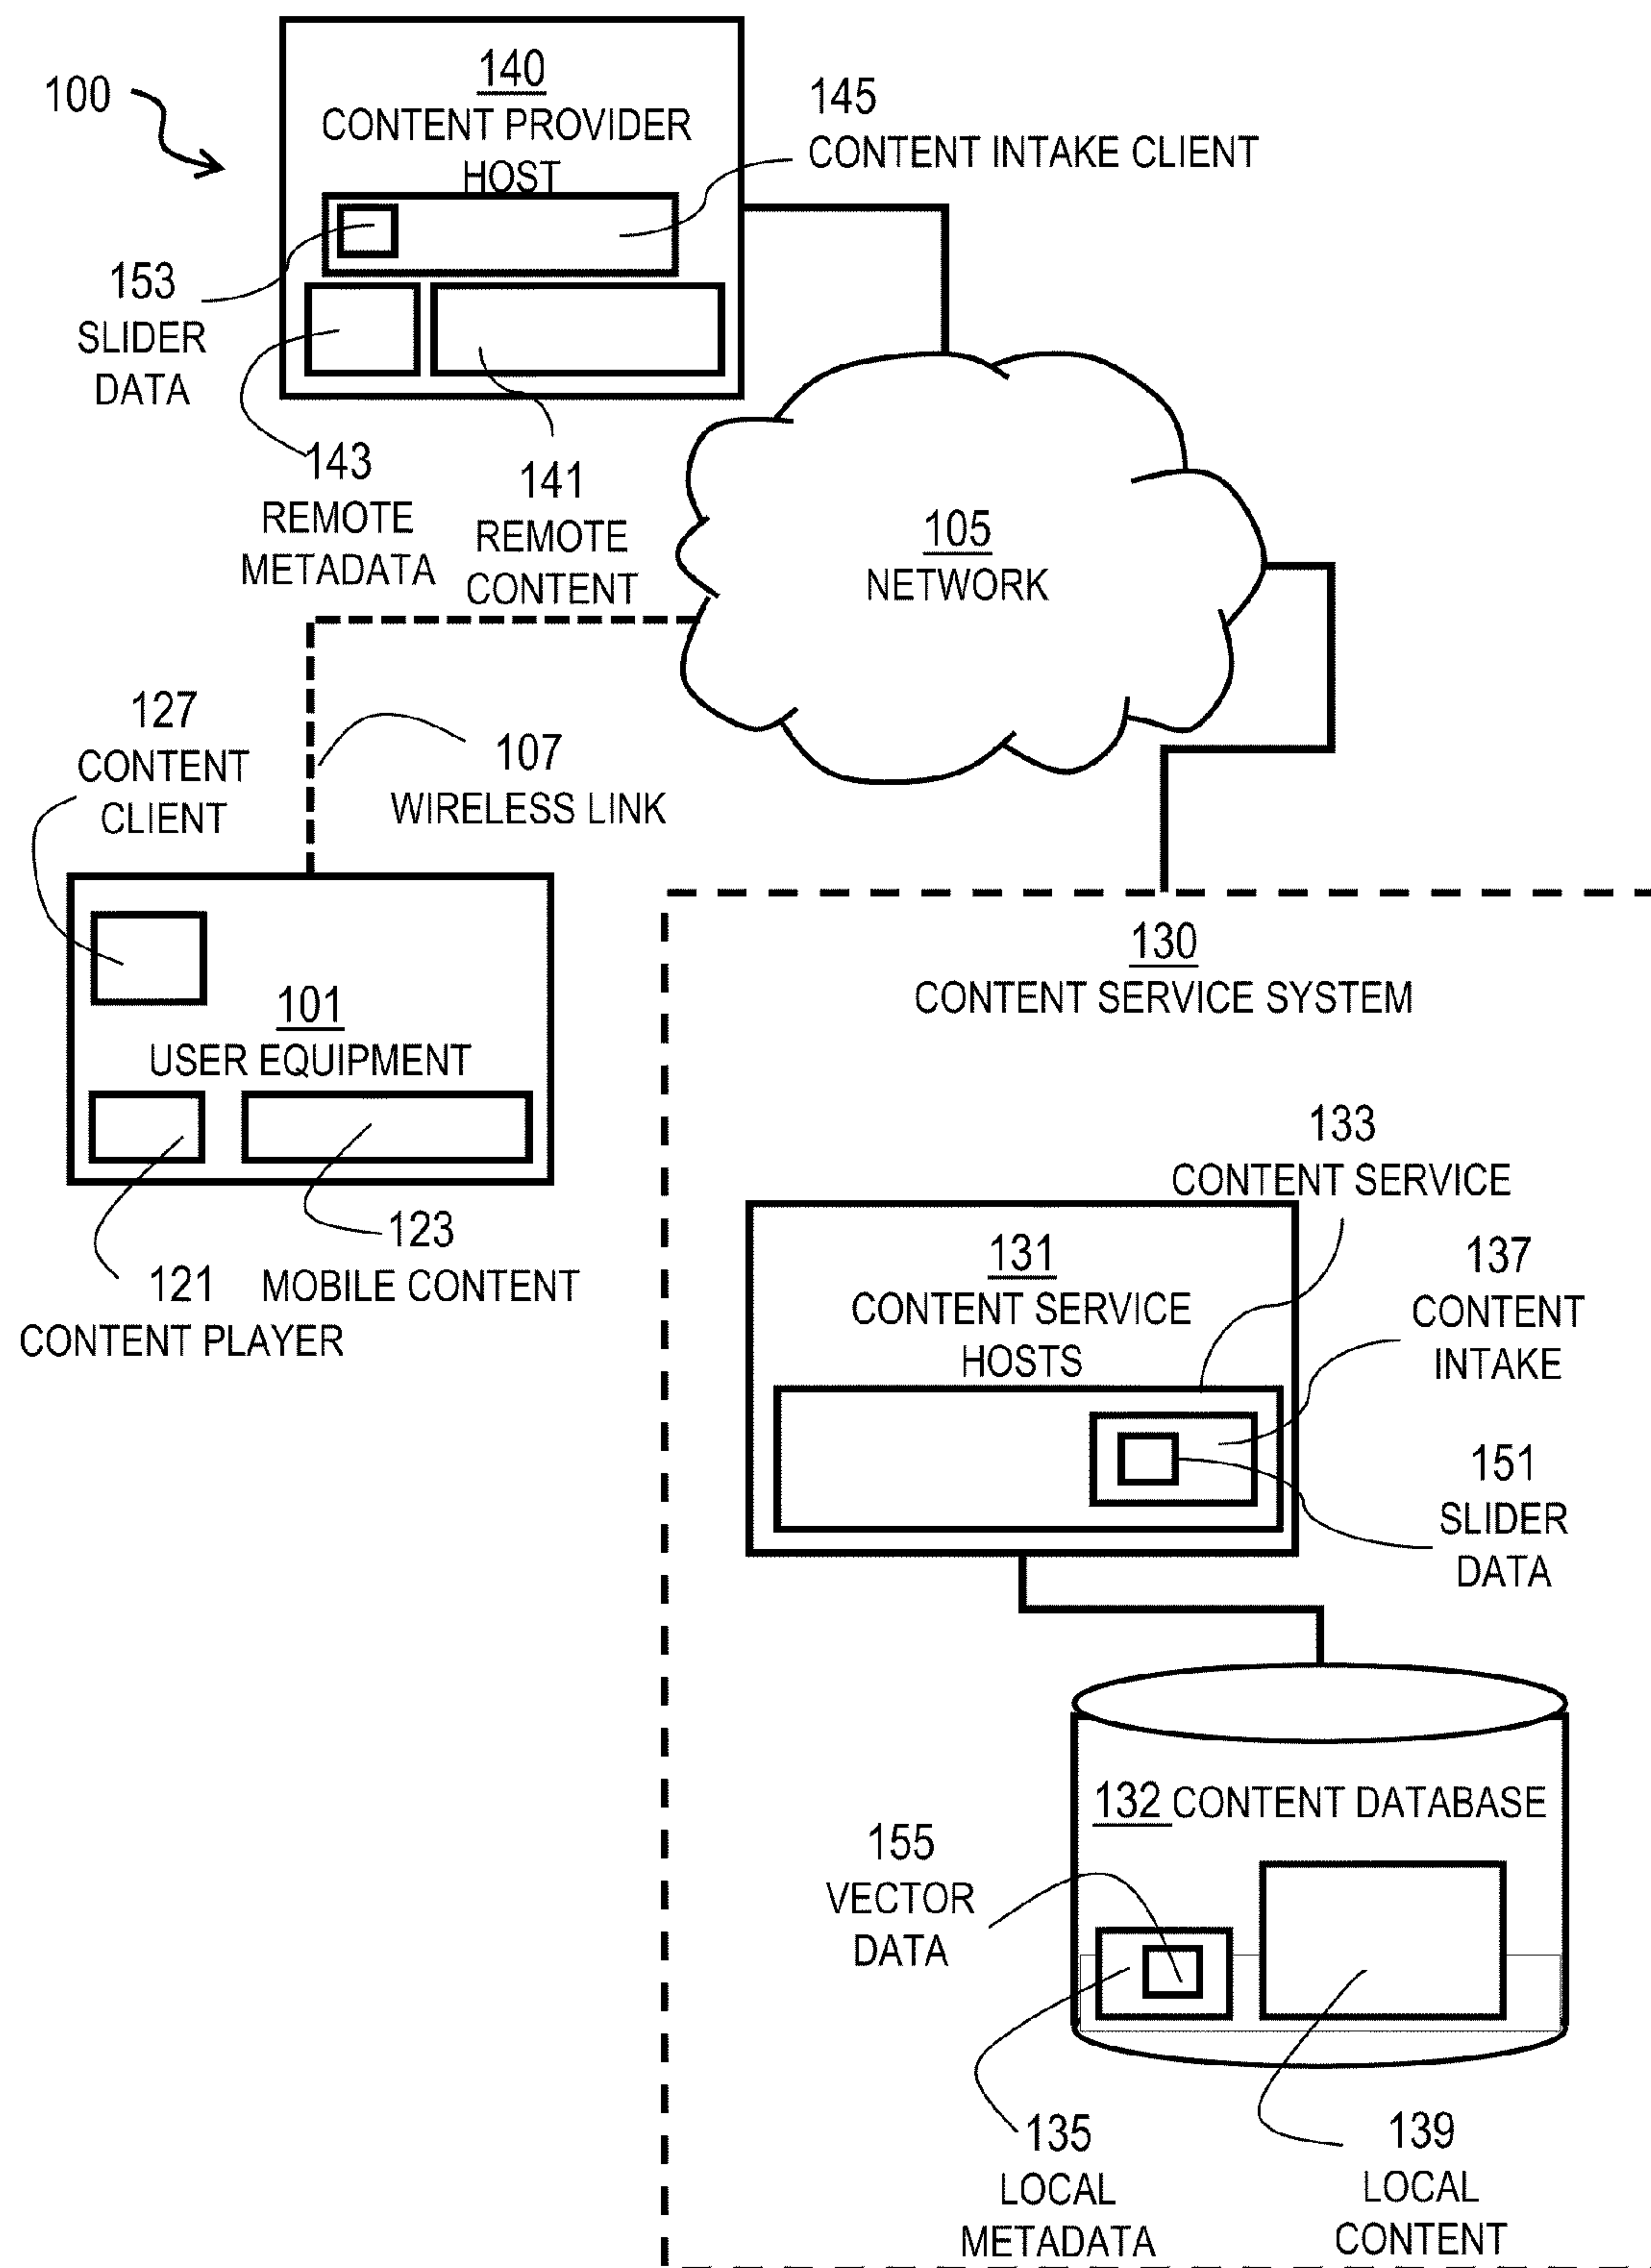 100
140
CONTENT PROVIDER
HOST
145
CONTENT INTAKE CLIENT
153
SLIDER
DATA
143
REMOTE
METADATA
141
REMOTE
CONTENT
105
NETWORK
127
CONTENT
CLIENT
107
WIRELESS LINK
101
USER EQUIPMENT
123
MOBILE CONTENT
121
CONTENT PLAYER
130
CONTENT SERVICE SYSTEM
133
CONTENT SERVICE
131
CONTENT SERVICE
HOSTS
137
CONTENT
INTAKE
151
SLIDER
DATA
132 CONTENT DATABASE
155
VECTOR
DATA
135
LOCAL
METADATA
139
LOCAL
CONTENT